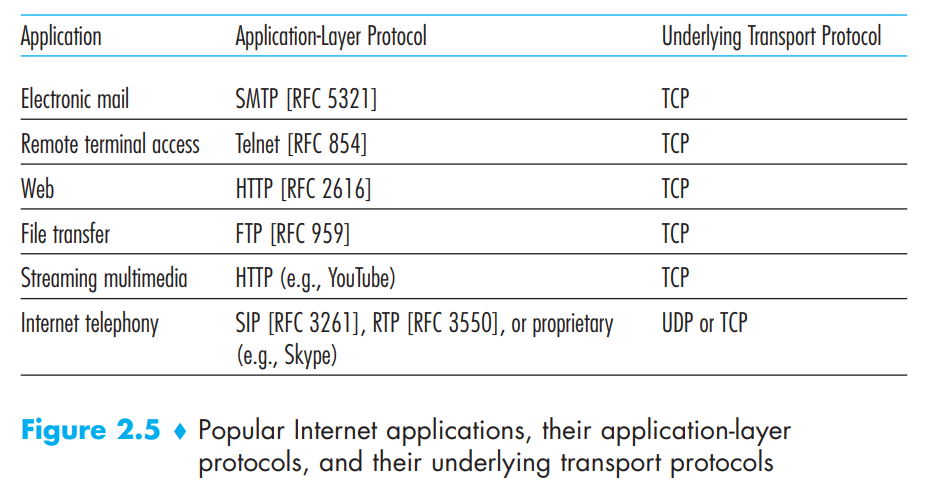 Application Application-Layer Protocol Underlying Transport Protocol
Electronic mail SMTP [RFC 5321] TCP
Remote terminal access Telnet [RFC 854] TCP
Web HTTP [RFC 2616] TCP
File transfer FTP [RFC 959] TCP
Streaming multimedia HTTP (e.g., YouTube) TCP
Internet telephony SIP [RFC 3261], RTP [RFC 3550], or proprietary UDP or TCP
(e.g., Skype)
Figure 2.5 ♦ Popular Internet applications, their application-layer
protocols, and their underlying transport protocols